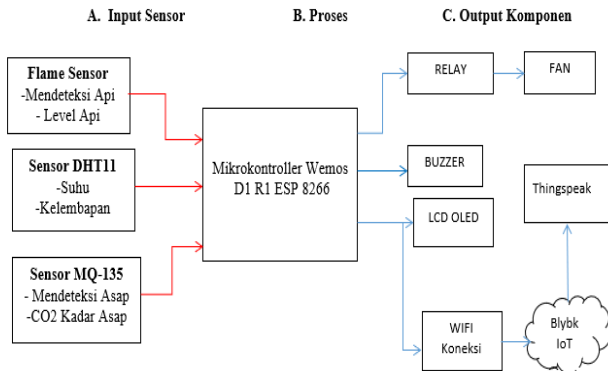 A. Input Sensor
B. Proses
C. Output Komponen
Flame Sensor
-Mendeteksi Api
- Level Api
Sensor DHT11
-Suhu
-Kelembapan
Sensor MQ-135
- Mendeteksi Asap
-CO2 Kadar Asap
Mikrokontroller Wemos
D1 R1 ESP 8266
RELAY
FAN
BUZZER
LCD OLED
Thingspeak
WIFI
Koneksi
Blybk
IoT